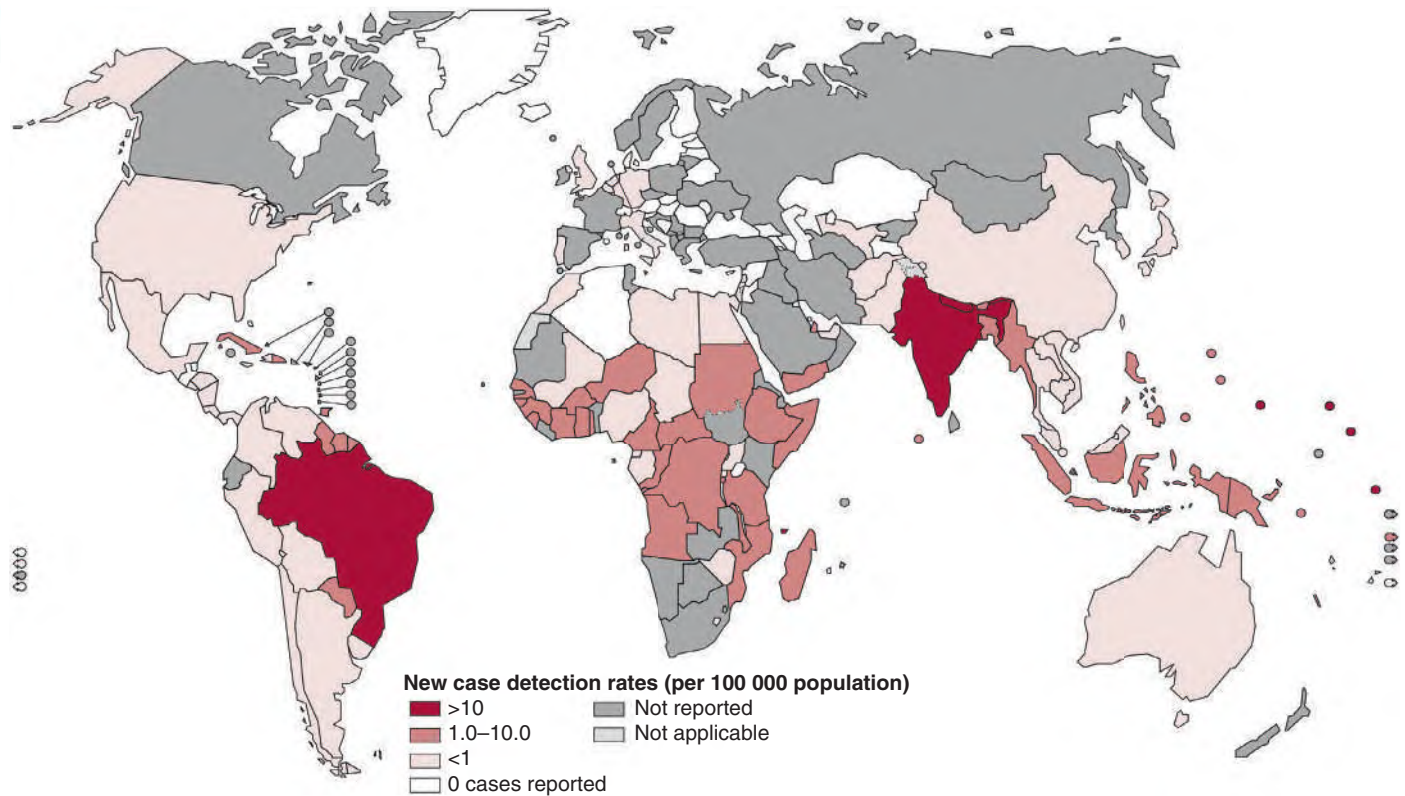 New case detection rates (per 100 000 population)
>10
1.0–10.0
<1
0 cases reported
Not reported
Not applicable